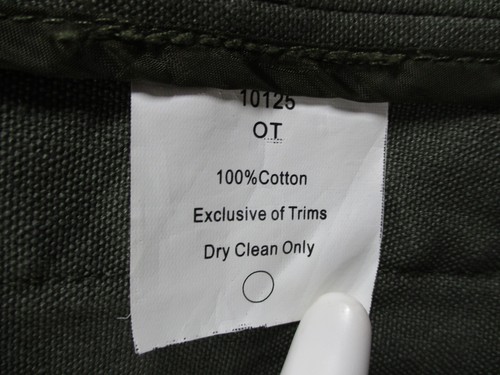 10125
OT
100%Cotton
Exclusive of Trims
Dry Clean Only